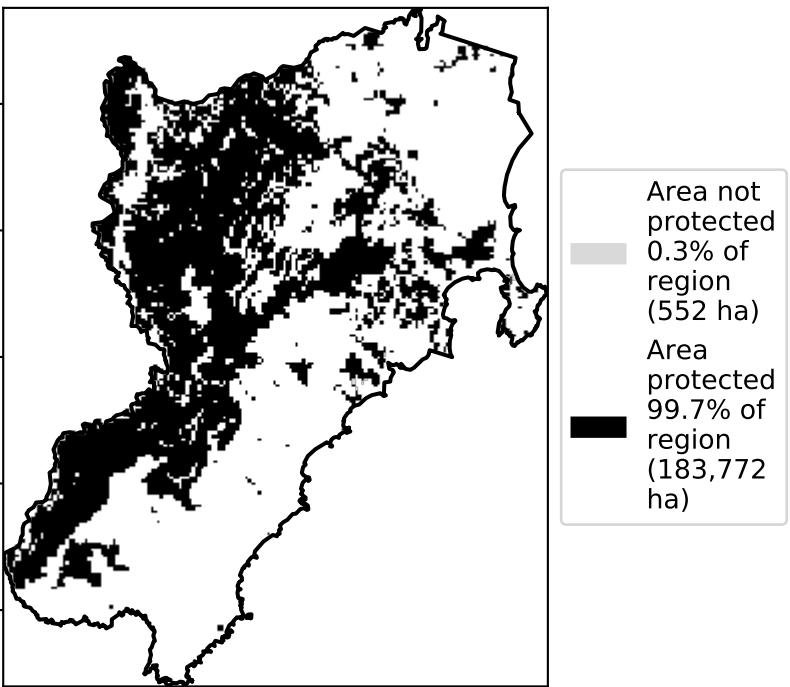 Area not
protected
0.3% of
region
(552 ha)
Area
protected
99.7% of
region
(183,772
ha)